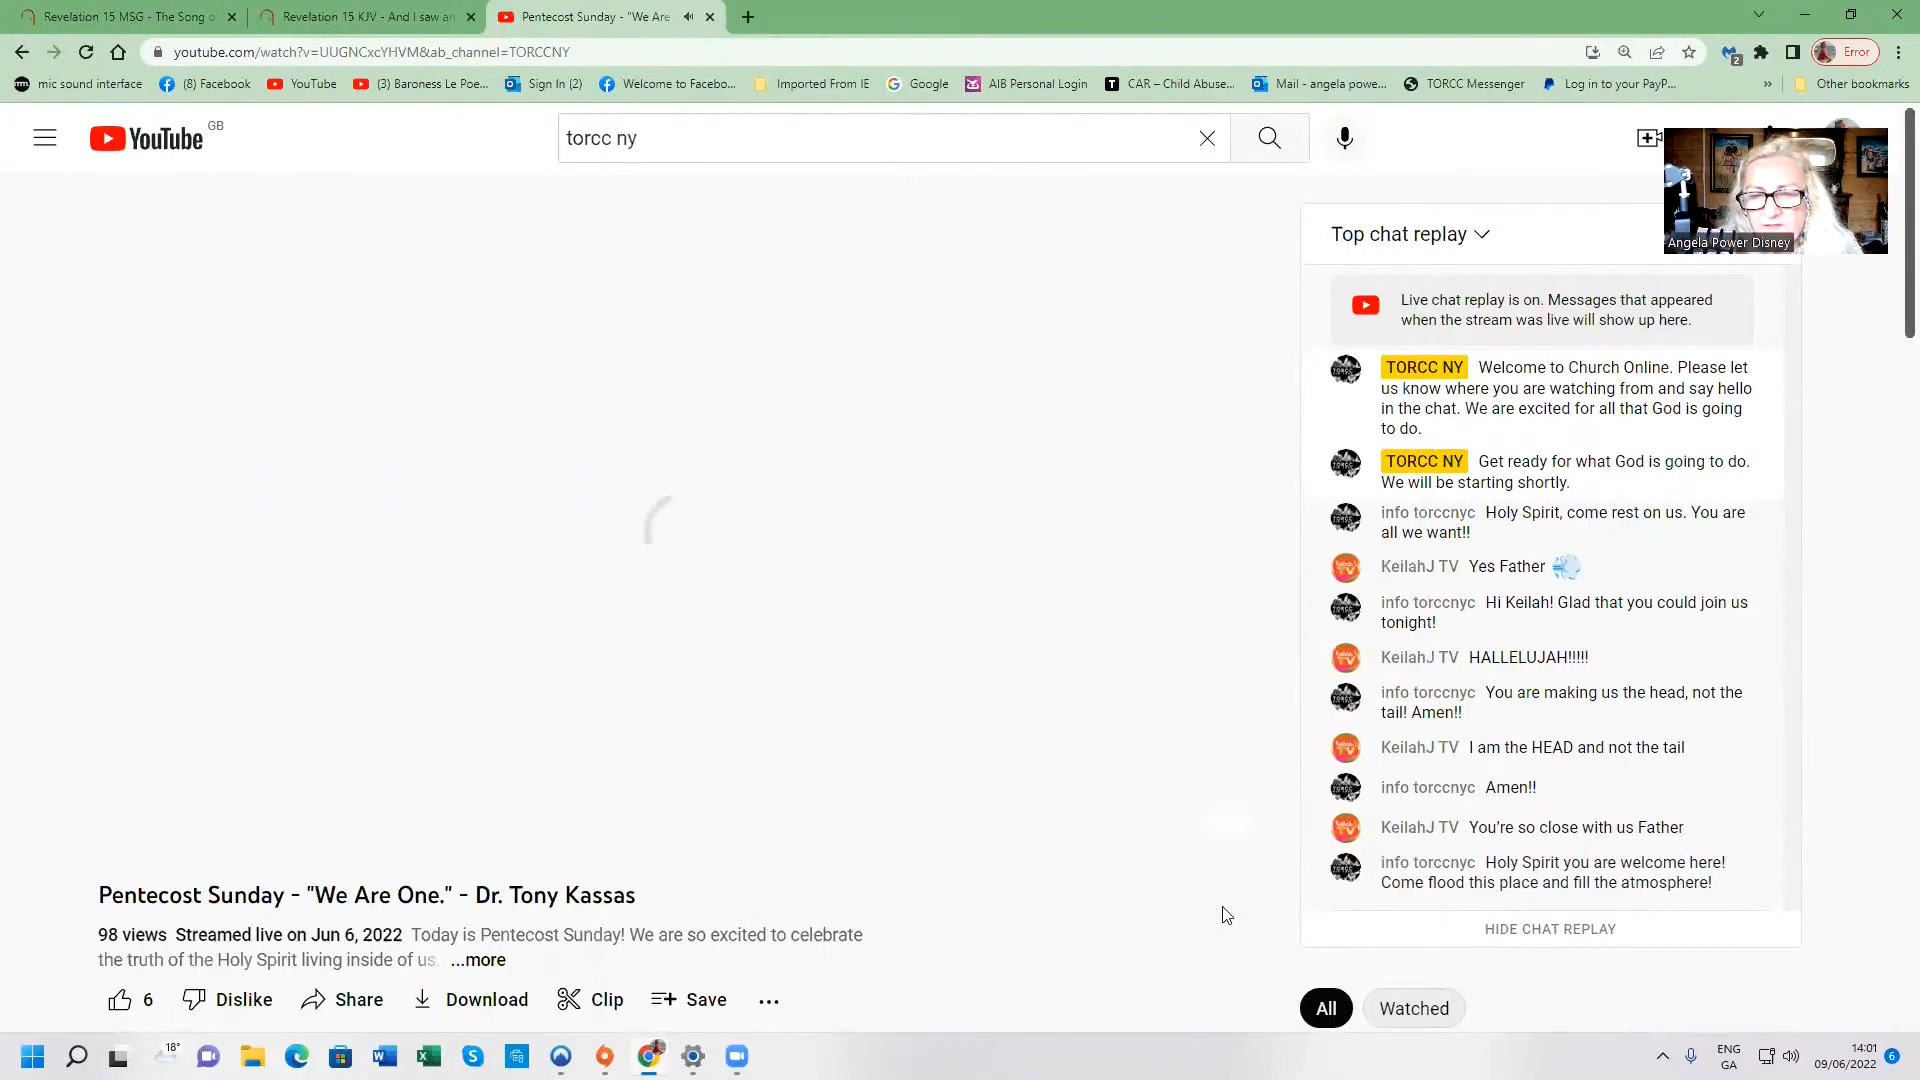 Revelation 15 MSG - The Song o
Revelation 15 KJV - And I saw an
Pentecost Sunday - "We Are
youtube.com/watch?v=UUGNCxcYHVM&ab_channel=TORCCNY
2
Error
mic sound interface
(8) Facebook
YouTube
(3) Baroness Le Poe...
Sign In (2)
Welcome to Facebo...
Imported From IE
Google
AIB Personal Login
CAR – Child Abuse...
Mail - angela powe...
TORCC Messenger
Log in to your PayP...
»
Other bookmarks
YouTube GB
torcc ny
Angela Power Disney
Top chat replay
Live chat replay is on. Messages that appeared
when the stream was live will show up here.
TORCC NY Welcome to Church Online. Please let
us know where you are watching from and say hello
in the chat. We are excited for all that God is going
to do.
TORCC NY Get ready for what God is going to do.
We will be starting shortly.
info torccnyc Holy Spirit, come rest on us. You are
all we want!!
KeilahJ TV Yes Father 💨
info torccnyc Hi Keilah! Glad that you could join us
tonight!
KeilahJ TV HALLELUJAH!!!!!
info torccnyc You are making us the head, not the
tail! Amen!!
KeilahJ TV I am the HEAD and not the tail
info torccnyc Amen!!
KeilahJ TV You're so close with us Father
info torccnyc Holy Spirit you are welcome here!
Come flood this place and fill the atmosphere!
HIDE CHAT REPLAY
Pentecost Sunday - "We Are One." - Dr. Tony Kassas
98 views Streamed live on Jun 6, 2022 Today is Pentecost Sunday! We are so excited to celebrate
the truth of the Holy Spirit living inside of us. ...more
6 Dislike Share Download Clip Save ...
All Watched
18°
ENG
GA
14:01
09/06/2022
6